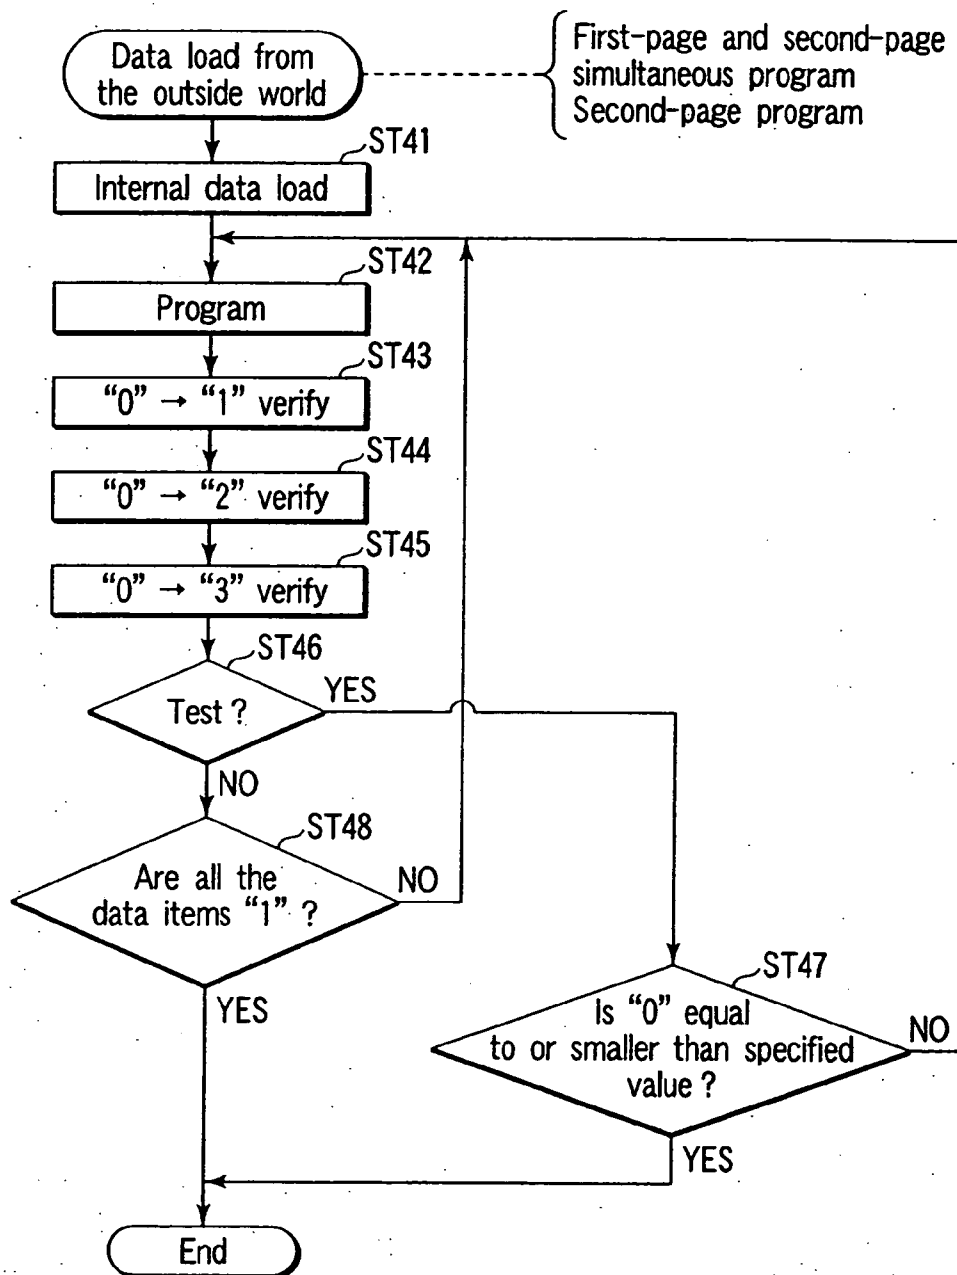 Data load from
the outside world
First-page and second-page
simultaneous program
Second-page program
ST41
Internal data load
ST42
Program
ST43
“0” → “1” verify
ST44
“0” → “2” verify
ST45
“0” → “3” verify
ST46
Test ?
YES
NO
ST48
Are all the
data items “1” ?
NO
YES
ST47
Is “0” equal
to or smaller than specified
value ?
NO
YES
End